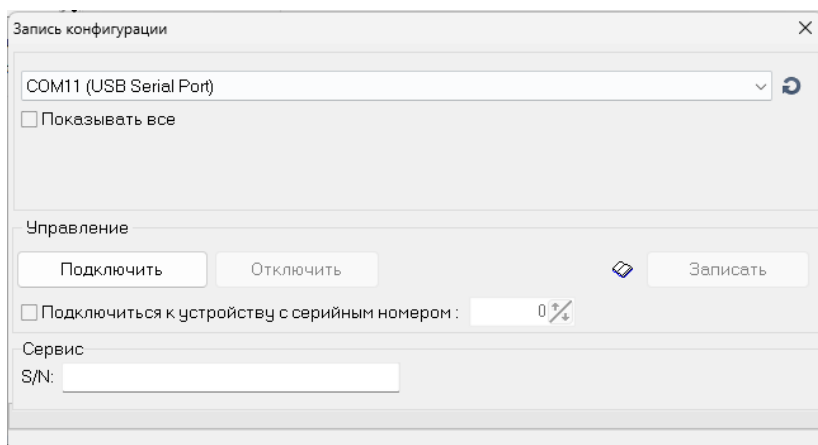 Запись конфигурации
COM11 (USB Serial Port)
Показывать все
Управление
Подключить Отключить Записать
Подключиться к устройству с серийным номером : 0
Сервис
S/N: